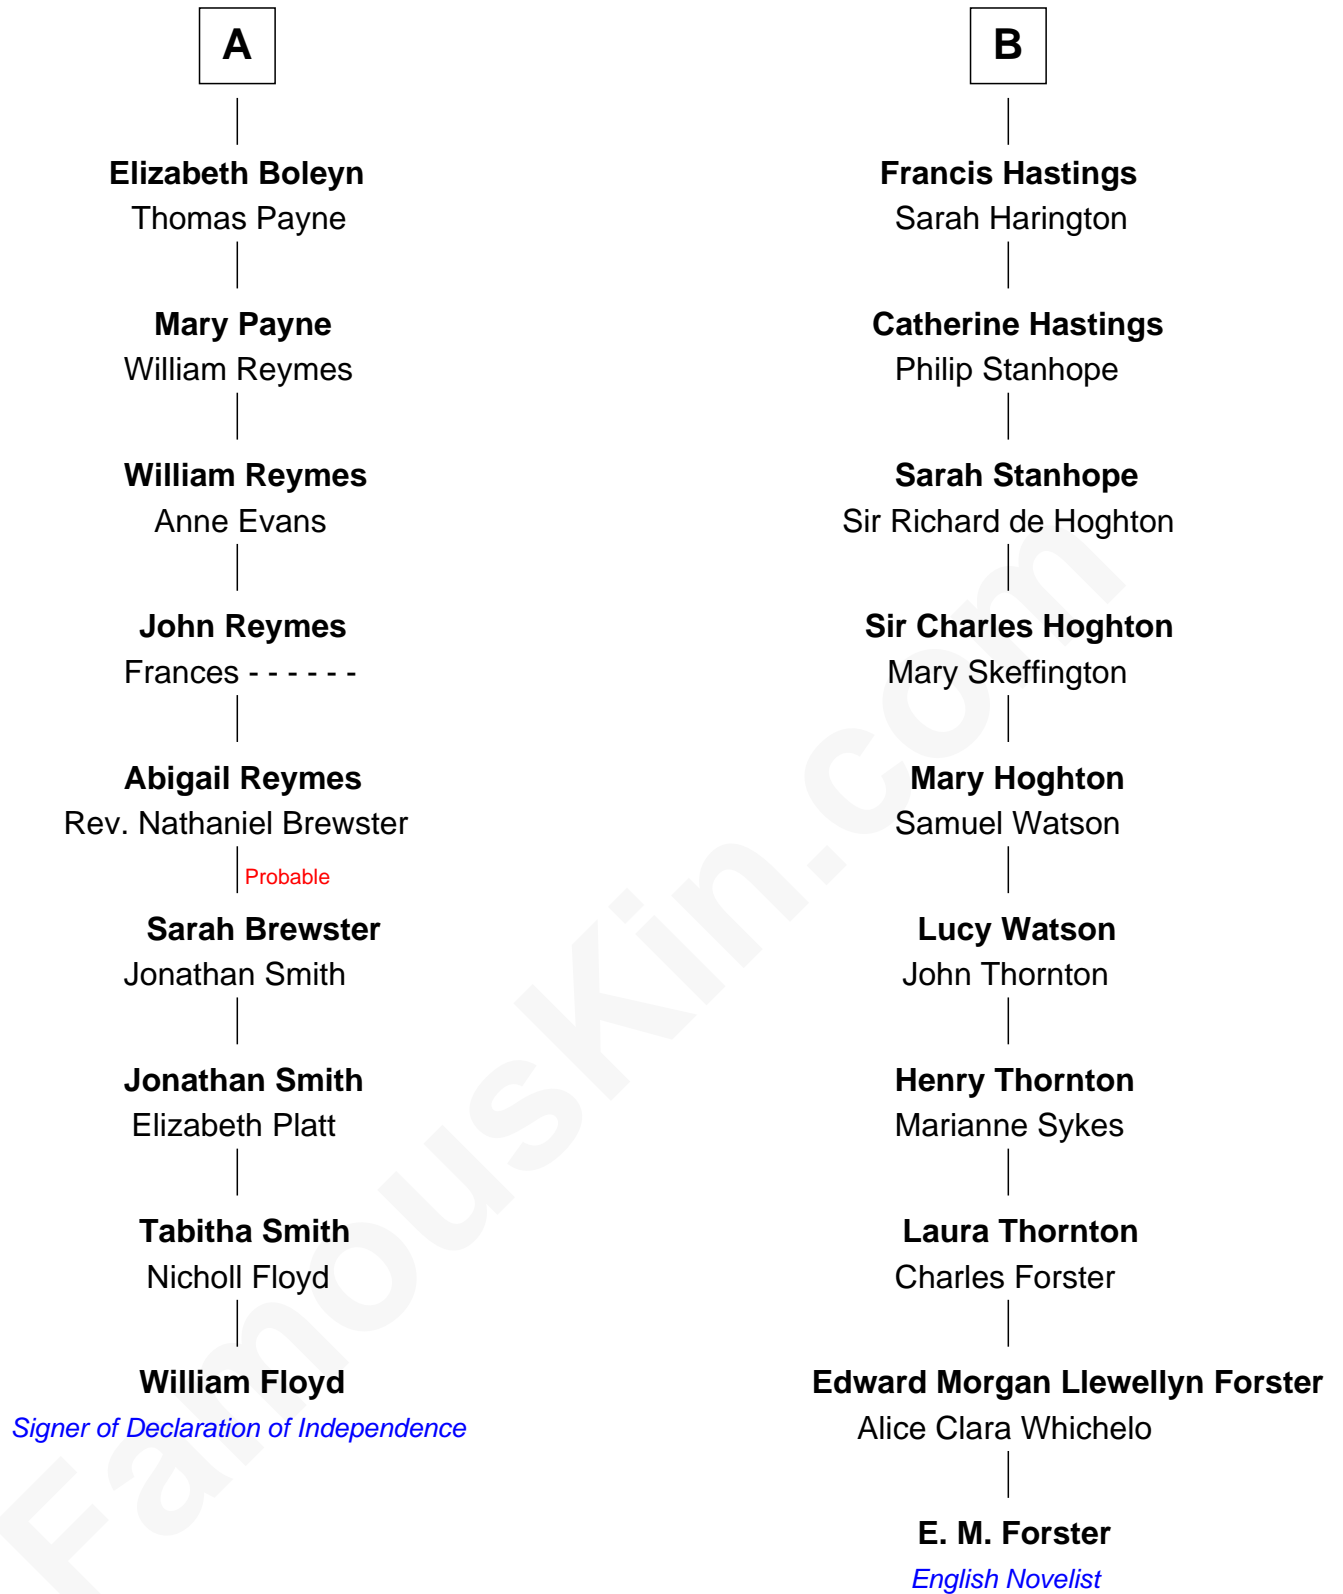 A
Elizabeth Boleyn
Thomas Payne
Mary Payne
William Reymes
William Reymes
Anne Evans
John Reymes
Frances - - - - - -
Abigail Reymes
Rev. Nathaniel Brewster
Probable
Sarah Brewster
Jonathan Smith
Jonathan Smith
Elizabeth Platt
Tabitha Smith
Nicholl Floyd
William Floyd
Signer of Declaration of Independence
B
Francis Hastings
Sarah Harington
Catherine Hastings
Philip Stanhope
Sarah Stanhope
Sir Richard de Hoghton
Sir Charles Hoghton
Mary Skeffington
Mary Hoghton
Samuel Watson
Lucy Watson
John Thornton
Henry Thornton
Marianne Sykes
Laura Thornton
Charles Forster
Edward Morgan Llewellyn Forster
Alice Clara Whichelo
E. M. Forster
English Novelist
FamousKin.com